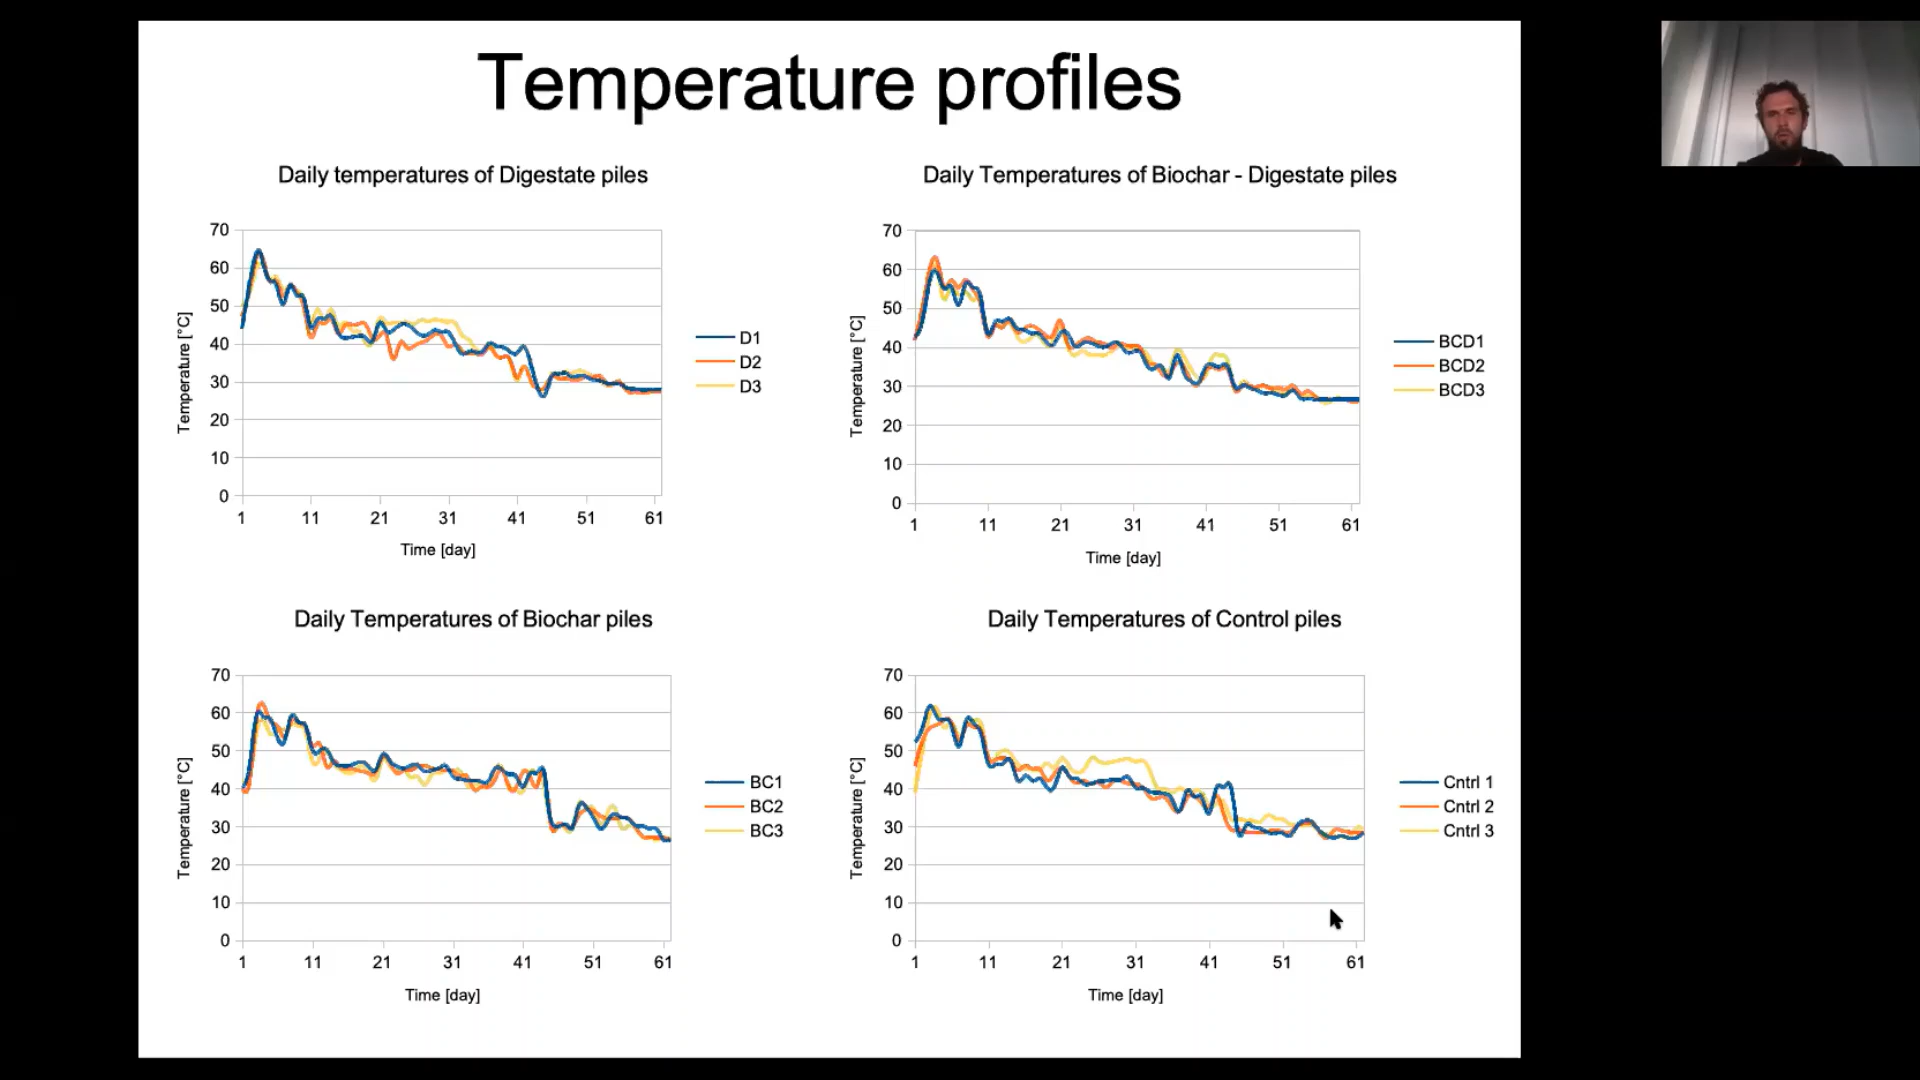 Temperature profiles
Daily temperatures of Digestate piles
70
60
50
40
30
20
10
0
Temperature [°C]
1 11 21 31 41 51 61
Time [day]
D1
D2
D3
Daily Temperatures of Biochar - Digestate piles
70
60
50
40
30
20
10
0
Temperature [°C]
1 11 21 31 41 51 61
Time [day]
BCD1
BCD2
BCD3
Daily Temperatures of Biochar piles
70
60
50
40
30
20
10
0
Temperature [°C]
1 11 21 31 41 51 61
Time [day]
BC1
BC2
BC3
Daily Temperatures of Control piles
70
60
50
40
30
20
10
0
Temperature [°C]
1 11 21 31 41 51 61
Time [day]
Cntrl 1
Cntrl 2
Cntrl 3